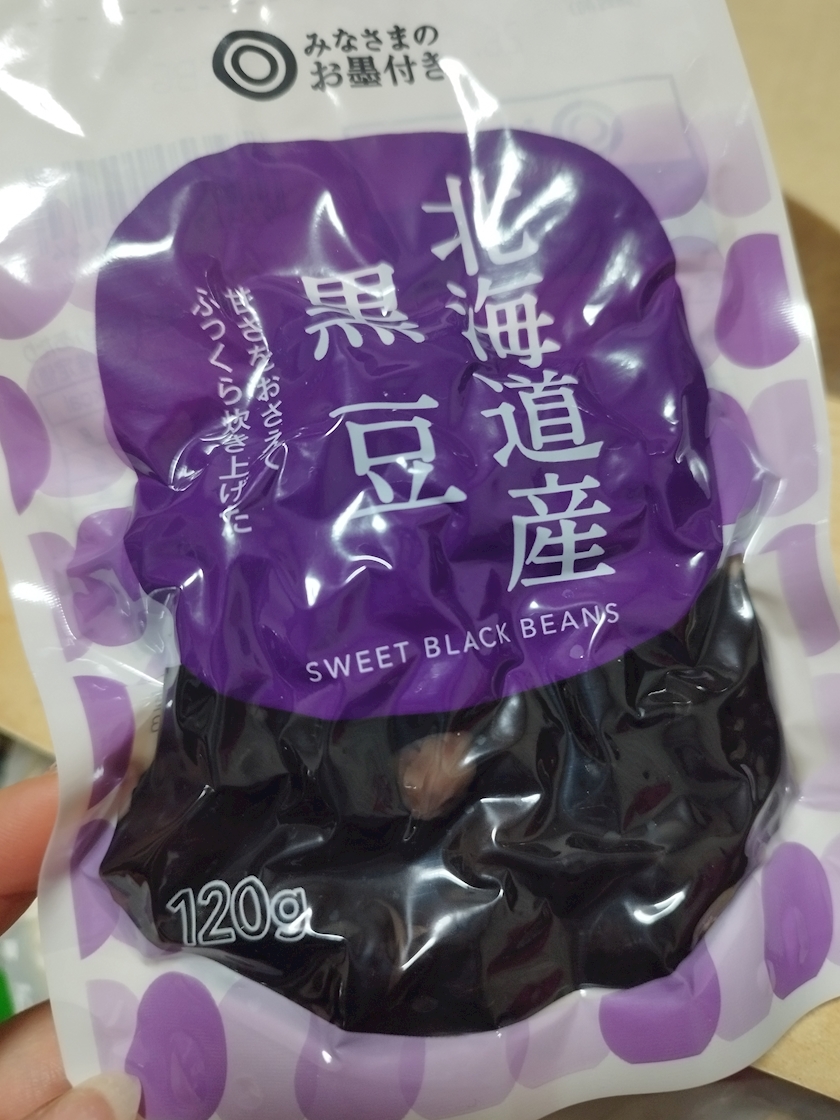 みなさまの
お墨付き
北海道産
黒豆
甘さをおさえて
ふっくら炊き上げた
SWEET BLACK BEANS
120g